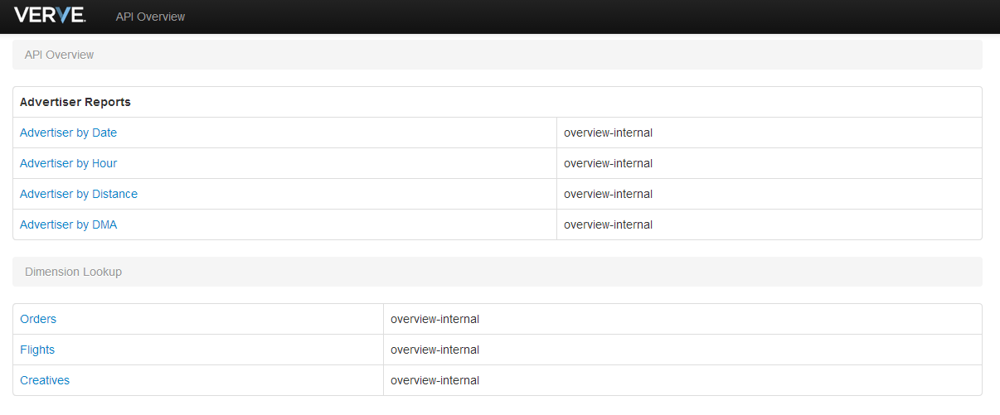 VERVE API Overview
API Overview
Advertiser Reports
Advertiser by Date overview-internal
Advertiser by Hour overview-internal
Advertiser by Distance overview-internal
Advertiser by DMA overview-internal
Dimension Lookup
Orders overview-internal
Flights overview-internal
Creatives overview-internal